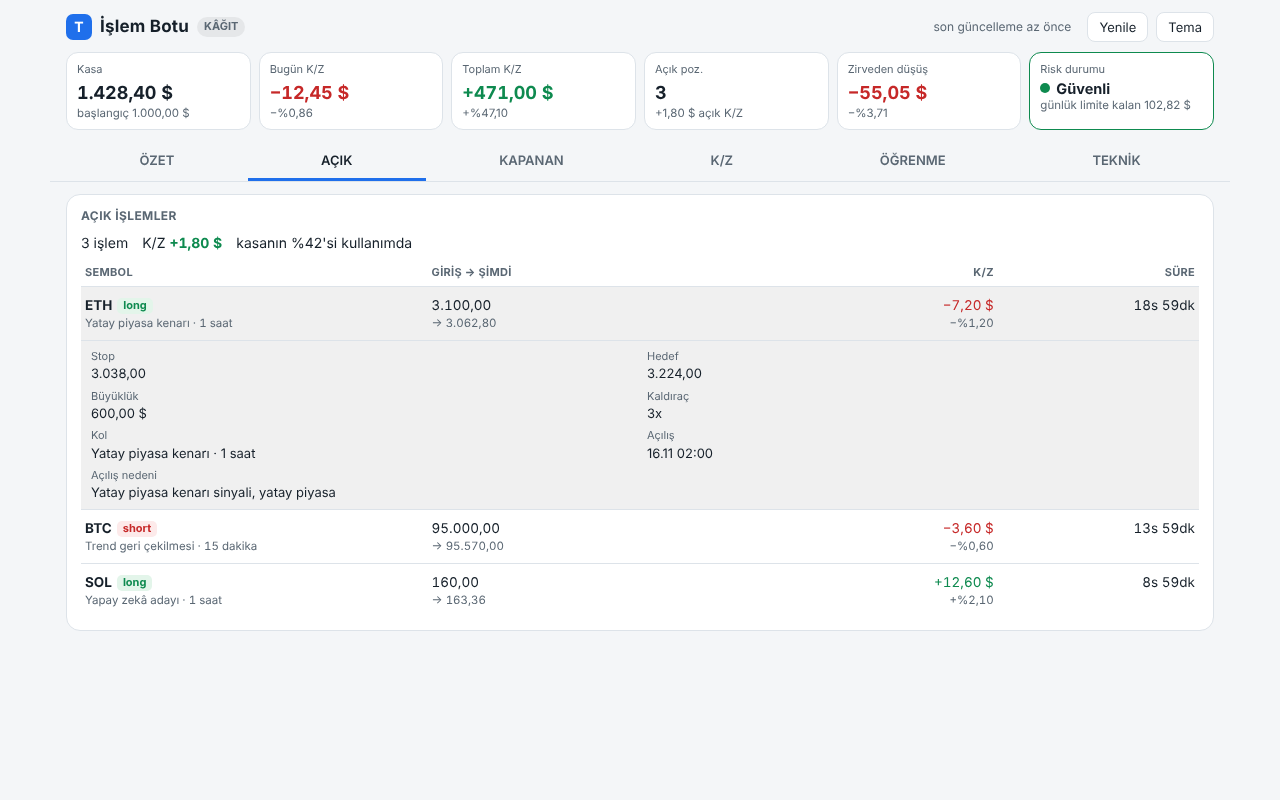 T İşlem Botu KÂĞIT son güncelleme az önce Yenile Tema
Kasa
1.428,40 $
başlangıç 1.000,00 $
Bugün K/Z
−12,45 $
−%0,86
Toplam K/Z
+471,00 $
+%47,10
Açık poz.
3
+1,80 $ açık K/Z
Zirveden düşüş
−55,05 $
−%3,71
Risk durumu
Güvenli
günlük limite kalan 102,82 $
ÖZET AÇIK KAPANAN K/Z ÖĞRENME TEKNİK
AÇIK İŞLEMLER
3 işlem K/Z +1,80 $ kasanın %42'si kullanımda
SEMBOL GİRİŞ → ŞİMDİ K/Z SÜRE
ETH long 3.100,00 −7,20 $ 18s 59dk
Yatay piyasa kenarı · 1 saat → 3.062,80 −%1,20
Stop Hedef
3.038,00 3.224,00
Büyüklük Kaldıraç
600,00 $ 3x
Kol Açılış
Yatay piyasa kenarı · 1 saat 16.11 02:00
Açılış nedeni
Yatay piyasa kenarı sinyali, yatay piyasa
BTC short 95.000,00 −3,60 $ 13s 59dk
Trend geri çekilmesi · 15 dakika → 95.570,00 −%0,60
SOL long 160,00 +12,60 $ 8s 59dk
Yapay zekâ adayı · 1 saat → 163,36 +%2,10